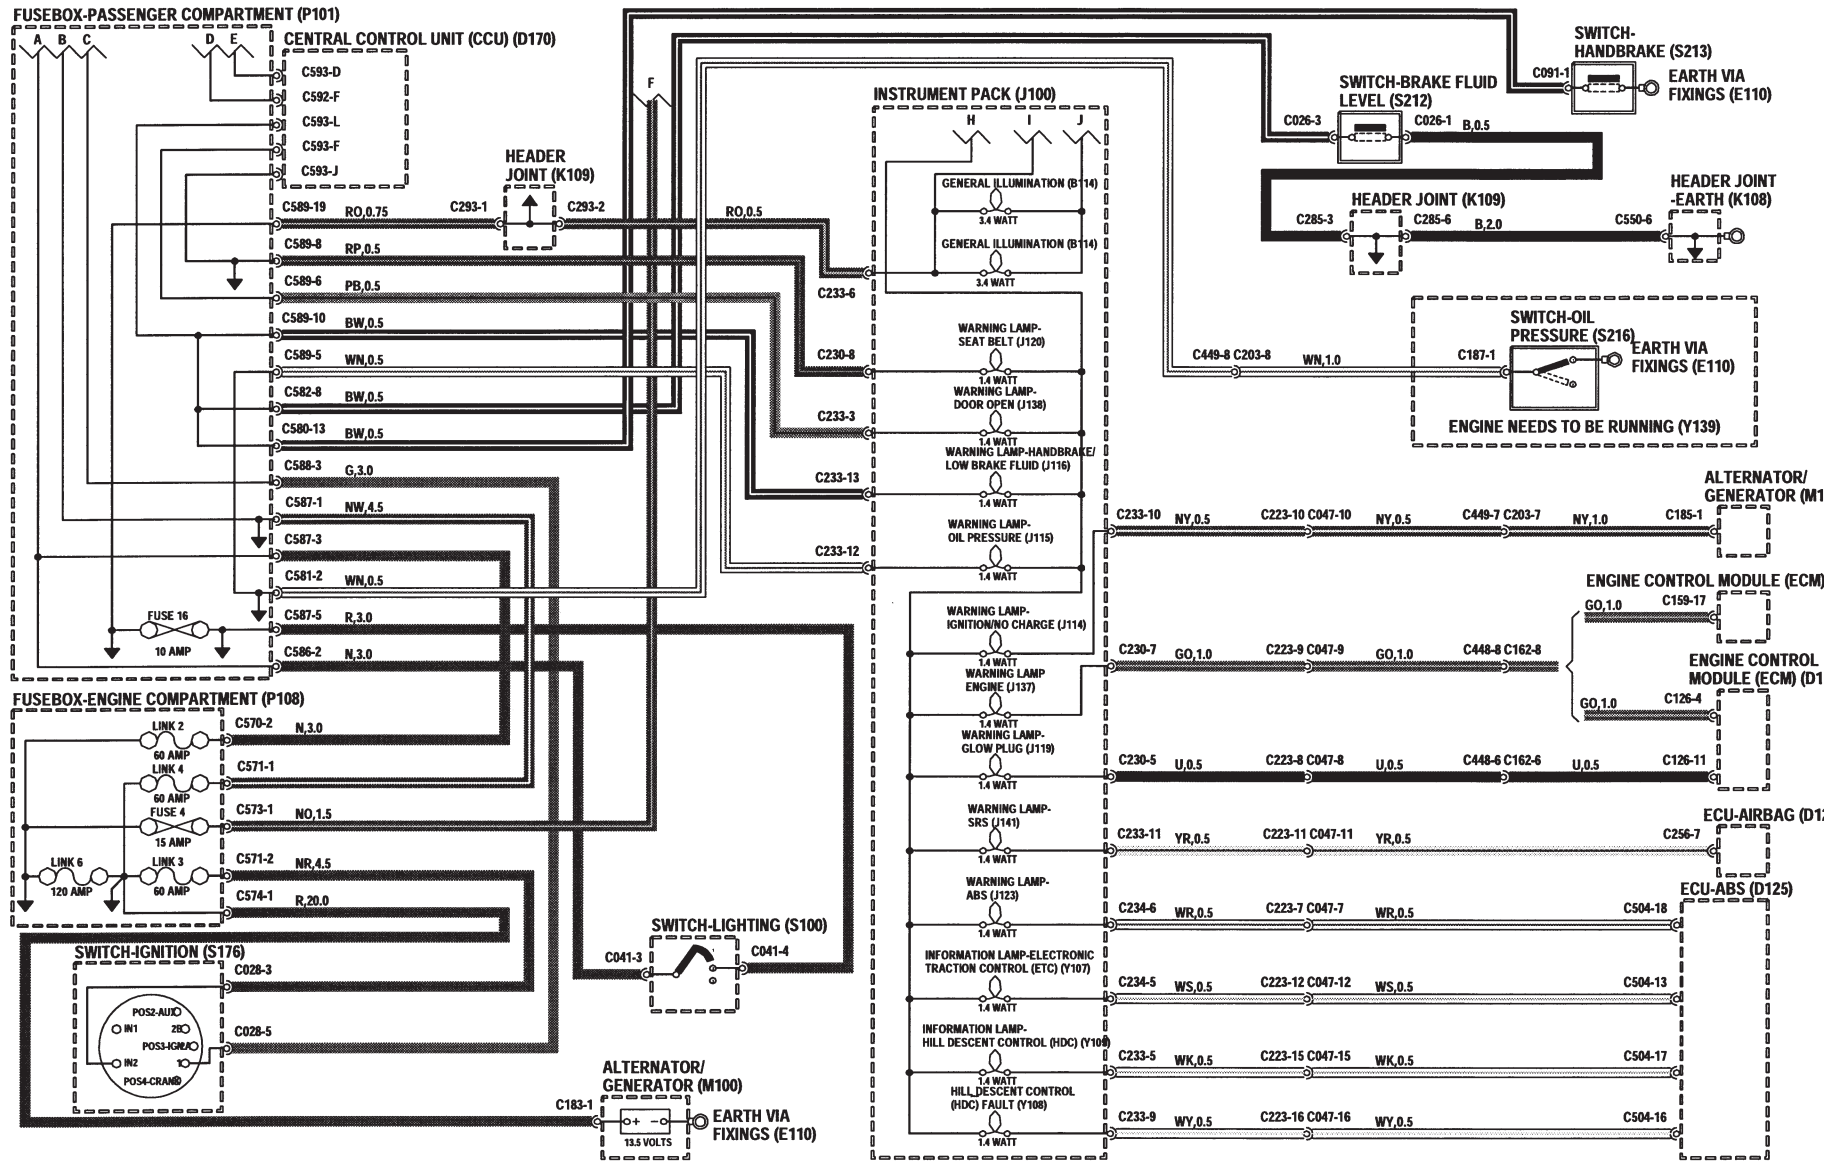 FUSEBOX-PASSENGER COMPARTMENT (P101)
A B C D E
CENTRAL CONTROL UNIT (CCU) (D170)
C593-D
C592-F
C593-L
C593-F
C593-J
C589-19 RO,0.75 C293-1
HEADER
JOINT (K109)
C293-2 RO,0.5
C589-8 RP,0.5
C589-6 PB,0.5
C589-10 BW,0.5
C589-5 WN,0.5
C582-8 BW,0.5
C580-13 BW,0.5
C588-3 G,3.0
C587-1 NW,4.5
C587-3
C581-2 WN,0.5
C587-5 R,3.0
C586-2 N,3.0
FUSE 16
10 AMP
F
FUSEBOX-ENGINE COMPARTMENT (P108)
LINK 2
60 AMP
C570-2 N,3.0
LINK 4
60 AMP
C571-1
FUSE 4
15 AMP
C573-1 NO,1.5
LINK 6
120 AMP
LINK 3
60 AMP
C571-2 NR,4.5
C574-1 R,20.0
SWITCH-IGNITION (S176)
C028-3
C028-5
POS2-AUX
IN1 2B
POS3-IGN
IN2 1
POS4-CRANK
SWITCH-LIGHTING (S100)
C041-3 C041-4
ALTERNATOR/
GENERATOR (M100)
C183-1
+ -
13.5 VOLTS
EARTH VIA
FIXINGS (E110)
INSTRUMENT PACK (J100)
H I J
GENERAL ILLUMINATION (B114)
3.4 WATT
GENERAL ILLUMINATION (B114)
3.4 WATT
C233-6
WARNING LAMP-
SEAT BELT (J120)
C230-8
1.4 WATT
WARNING LAMP-
DOOR OPEN (J138)
C233-3
1.4 WATT
WARNING LAMP-HANDBRAKE/
LOW BRAKE FLUID (J116)
C233-13
1.4 WATT
WARNING LAMP-
OIL PRESSURE (J115)
C233-12
1.4 WATT
WARNING LAMP-
IGNITION/NO CHARGE (J114)
1.4 WATT
WARNING LAMP
ENGINE (J137)
1.4 WATT
WARNING LAMP-
GLOW PLUG (J119)
1.4 WATT
WARNING LAMP-
SRS (J141)
1.4 WATT
WARNING LAMP-
ABS (J123)
1.4 WATT
INFORMATION LAMP-ELECTRONIC
TRACTION CONTROL (ETC) (Y107)
1.4 WATT
INFORMATION LAMP-
HILL DESCENT CONTROL (HDC) (Y109
1.4 WATT
HILL DESCENT CONTROL
(HDC) FAULT (Y108)
1.4 WATT
SWITCH-
HANDBRAKE (S213)
C091-1
EARTH VIA
FIXINGS (E110)
SWITCH-BRAKE FLUID
LEVEL (S212)
C026-3 C026-1 B,0.5
HEADER JOINT (K109)
C285-3 C285-6 B,2.0 C550-6
HEADER JOINT
-EARTH (K108)
SWITCH-OIL
PRESSURE (S216)
C449-8 C203-8 WN,1.0 C187-1
EARTH VIA
FIXINGS (E110)
ENGINE NEEDS TO BE RUNNING (Y139)
ALTERNATOR/
GENERATOR (M1
C233-10 NY,0.5 C223-10 C047-10 NY,0.5 C449-7 C203-7 NY,1.0 C185-1
ENGINE CONTROL MODULE (ECM)
GO,1.0 C159-17
C230-7 GO,1.0 C223-9 C047-9 GO,1.0 C448-8 C162-8
ENGINE CONTROL
MODULE (ECM) (D1
GO,1.0 C126-4
C230-5 U,0.5 C223-8 C047-8 U,0.5 C448-6 C162-6 U,0.5 C126-11
ECU-AIRBAG (D12
C233-11 YR,0.5 C223-11 C047-11 YR,0.5 C256-7
ECU-ABS (D125)
C234-6 WR,0.5 C223-7 C047-7 WR,0.5 C504-18
C234-5 WS,0.5 C223-12 C047-12 WS,0.5 C504-13
C233-5 WK,0.5 C223-15 C047-15 WK,0.5 C504-17
C233-9 WY,0.5 C223-16 C047-16 WY,0.5 C504-16